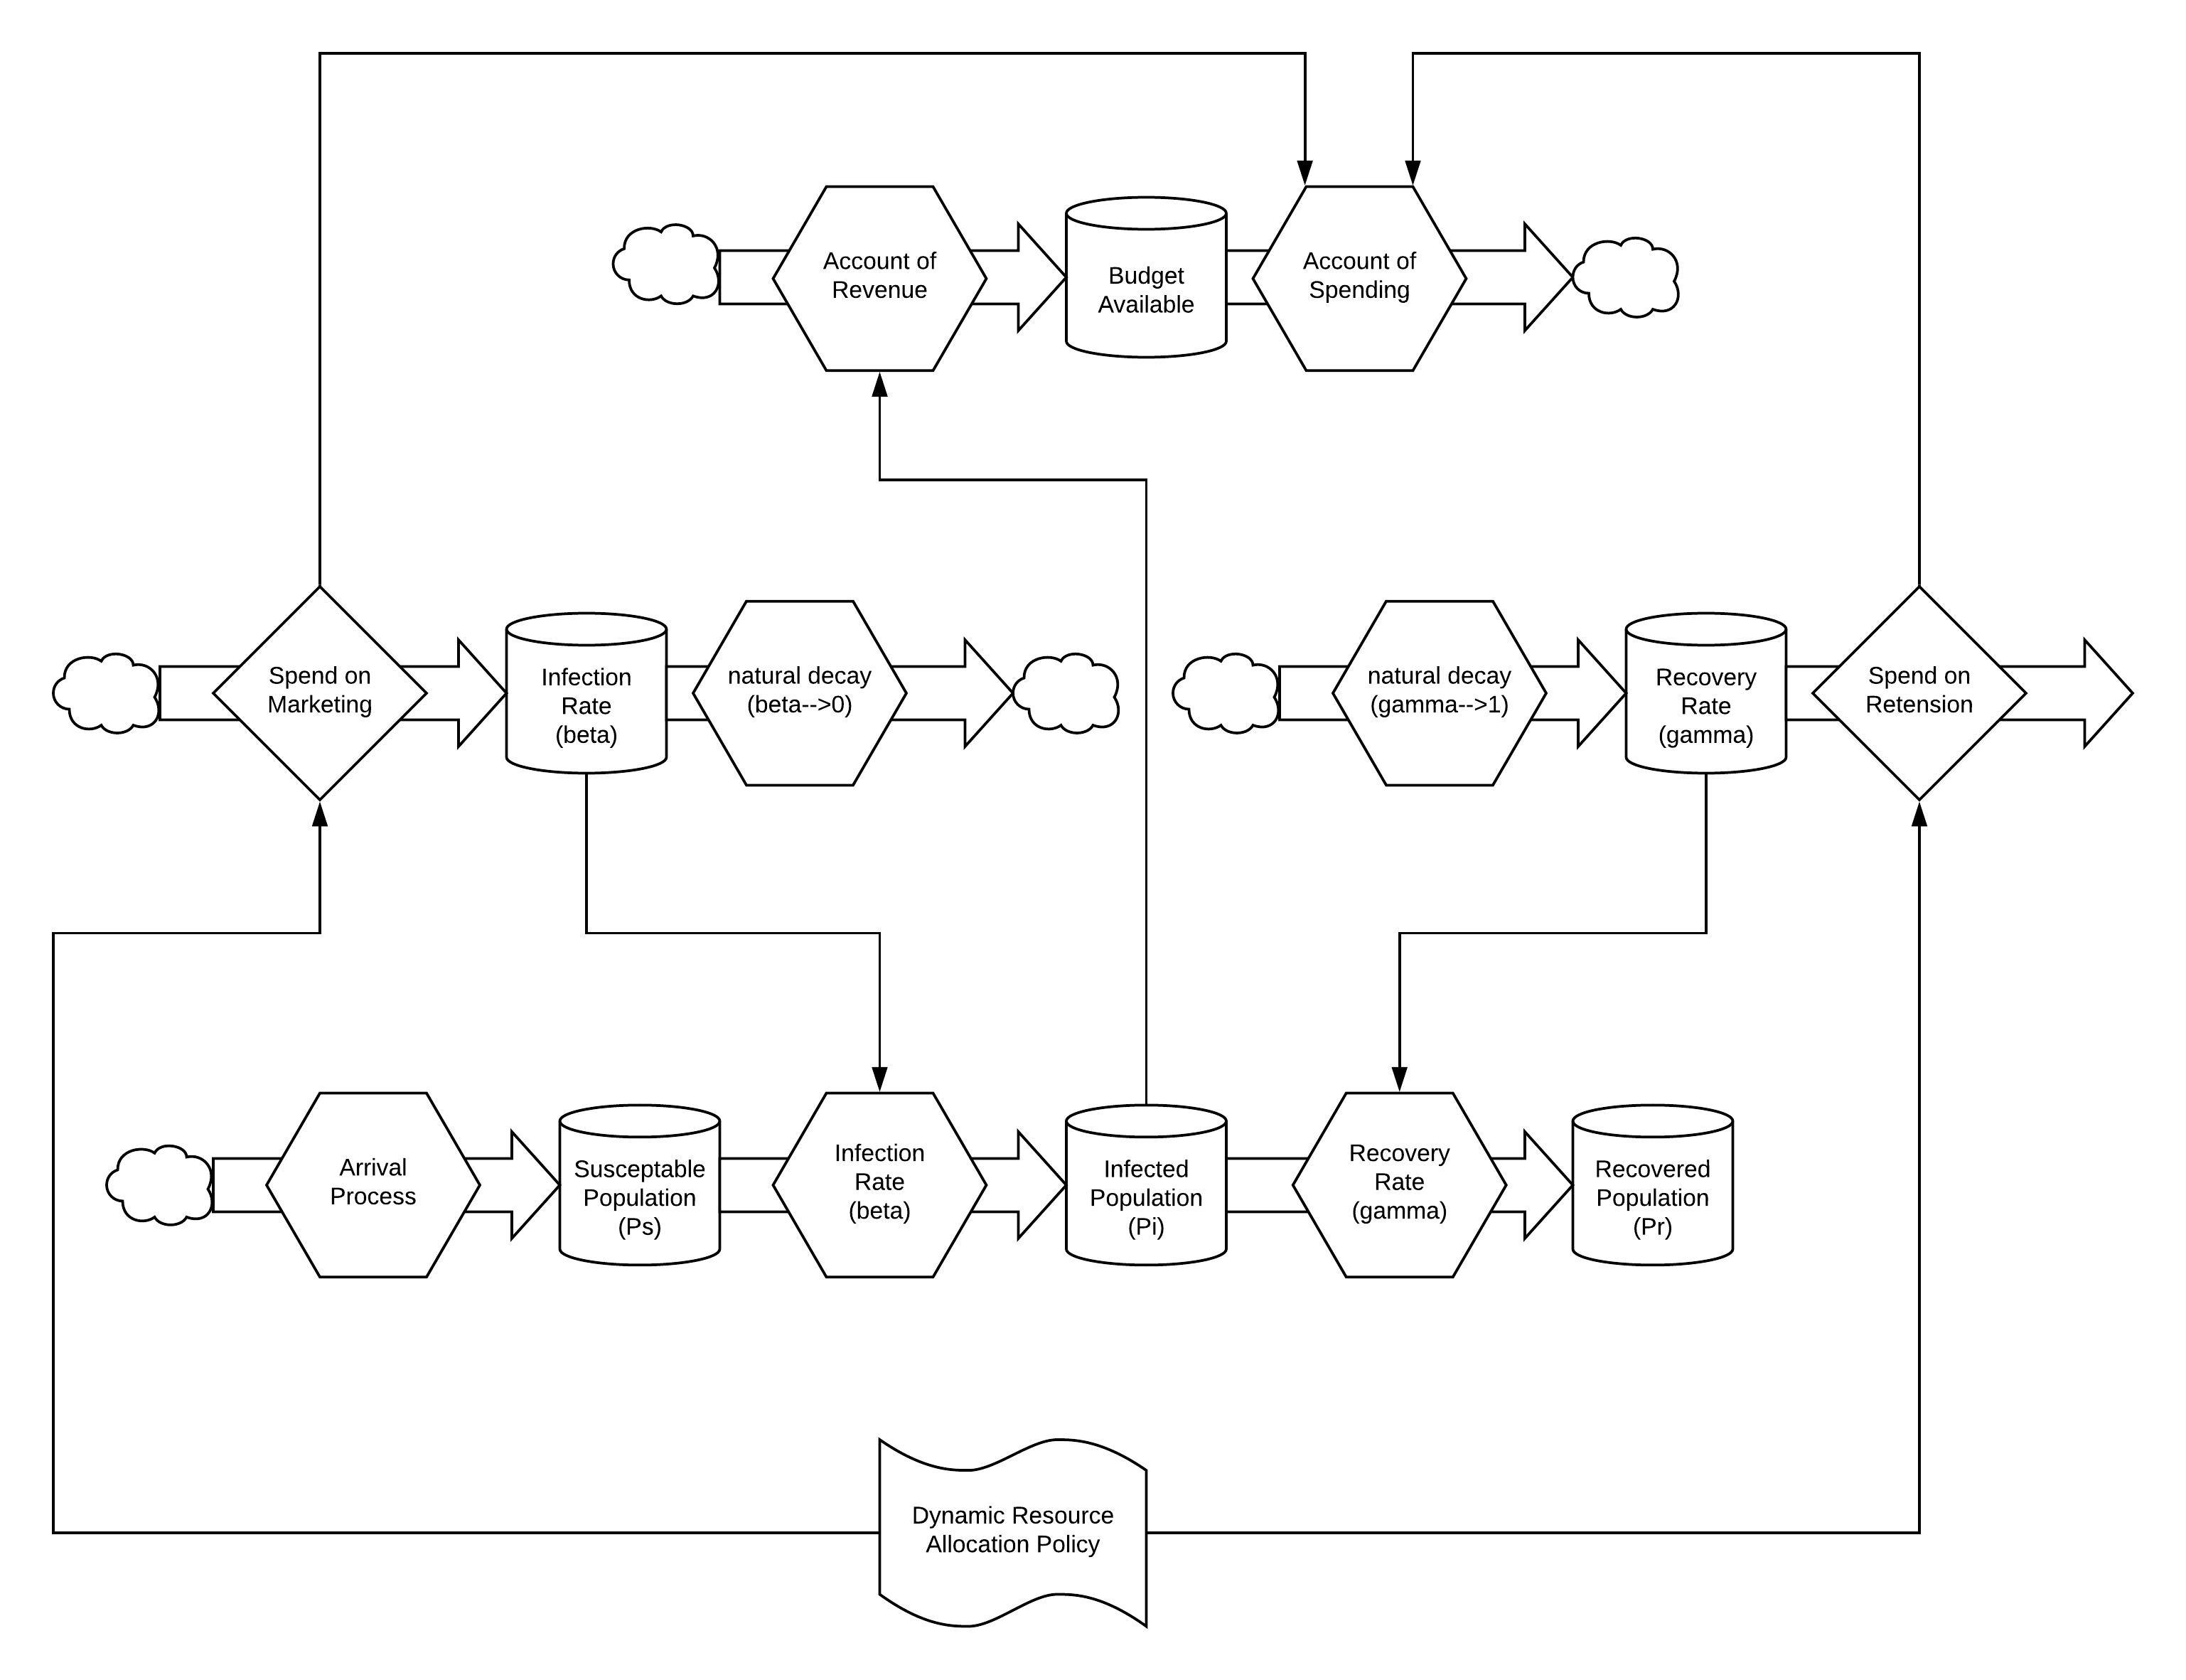 Account of
Revenue
Budget
Available
Account of
Spending
Spend on
Marketing
Infection
Rate
(beta)
natural decay
(beta-->0)
natural decay
(gamma-->1)
Recovery
Rate
(gamma)
Spend on
Retension
Arrival
Process
Susceptable
Population
(Ps)
Infection
Rate
(beta)
Infected
Population
(Pi)
Recovery
Rate
(gamma)
Recovered
Population
(Pr)
Dynamic Resource
Allocation Policy